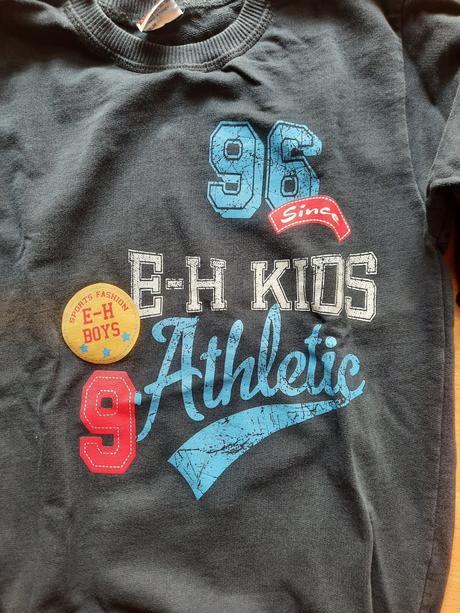 96
Since
E-H KIDS
SPORTS FASHION
E-H
BOYS
Athletic
9